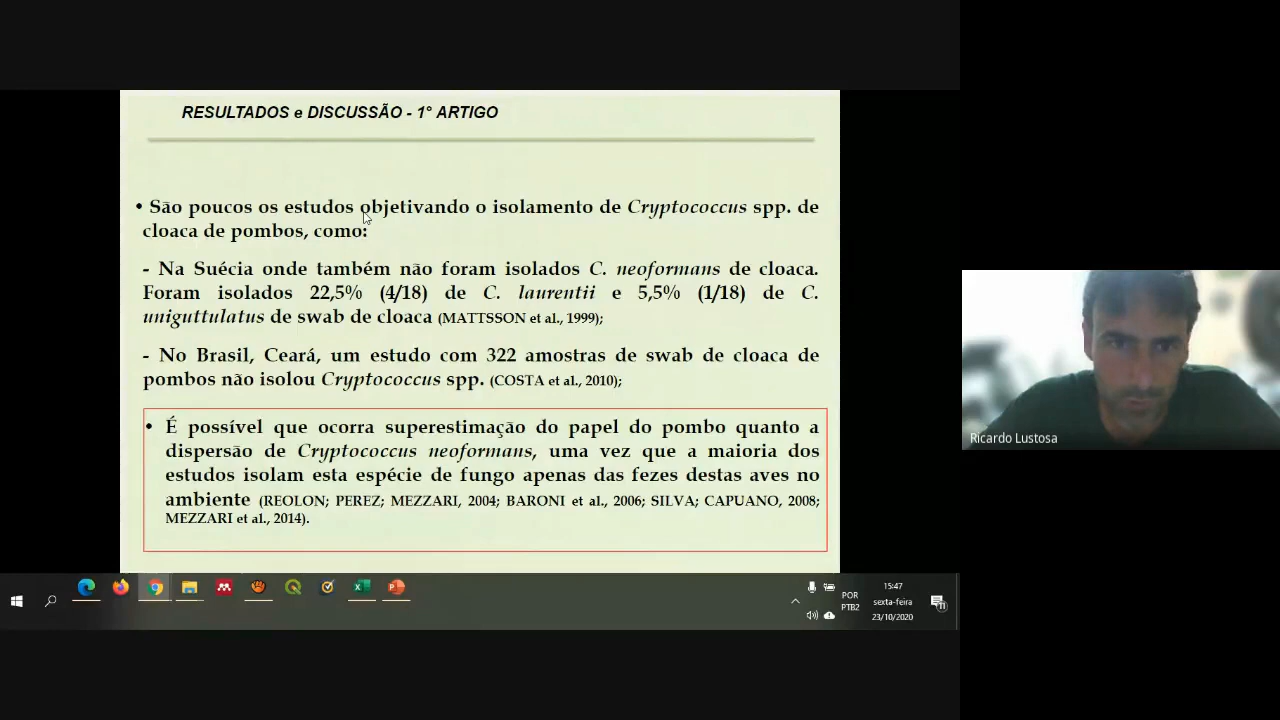 RESULTADOS e DISCUSSÃO - 1° ARTIGO
• São poucos os estudos objetivando o isolamento de Cryptococcus spp. de
cloaca de pombos, como:
- Na Suécia onde também não foram isolados C. neoformans de cloaca.
Foram isolados 22,5% (4/18) de C. laurentii e 5,5% (1/18) de C.
uniguttulatus de swab de cloaca (MATTSSON et al., 1999);
- No Brasil, Ceará, um estudo com 322 amostras de swab de cloaca de
pombos não isolou Cryptococcus spp. (COSTA et al., 2010);
• É possível que ocorra superestimação do papel do pombo quanto a
dispersão de Cryptococcus neoformans, uma vez que a maioria dos
estudos isolam esta espécie de fungo apenas das fezes destas aves no
ambiente (REOLON; PEREZ; MEZZARI, 2004; BARONI et al., 2006; SILVA; CAPUANO, 2008;
MEZZARI et al., 2014).
Ricardo Lustosa
POR
PTB2
15:47
sexta-feira
23/10/2020